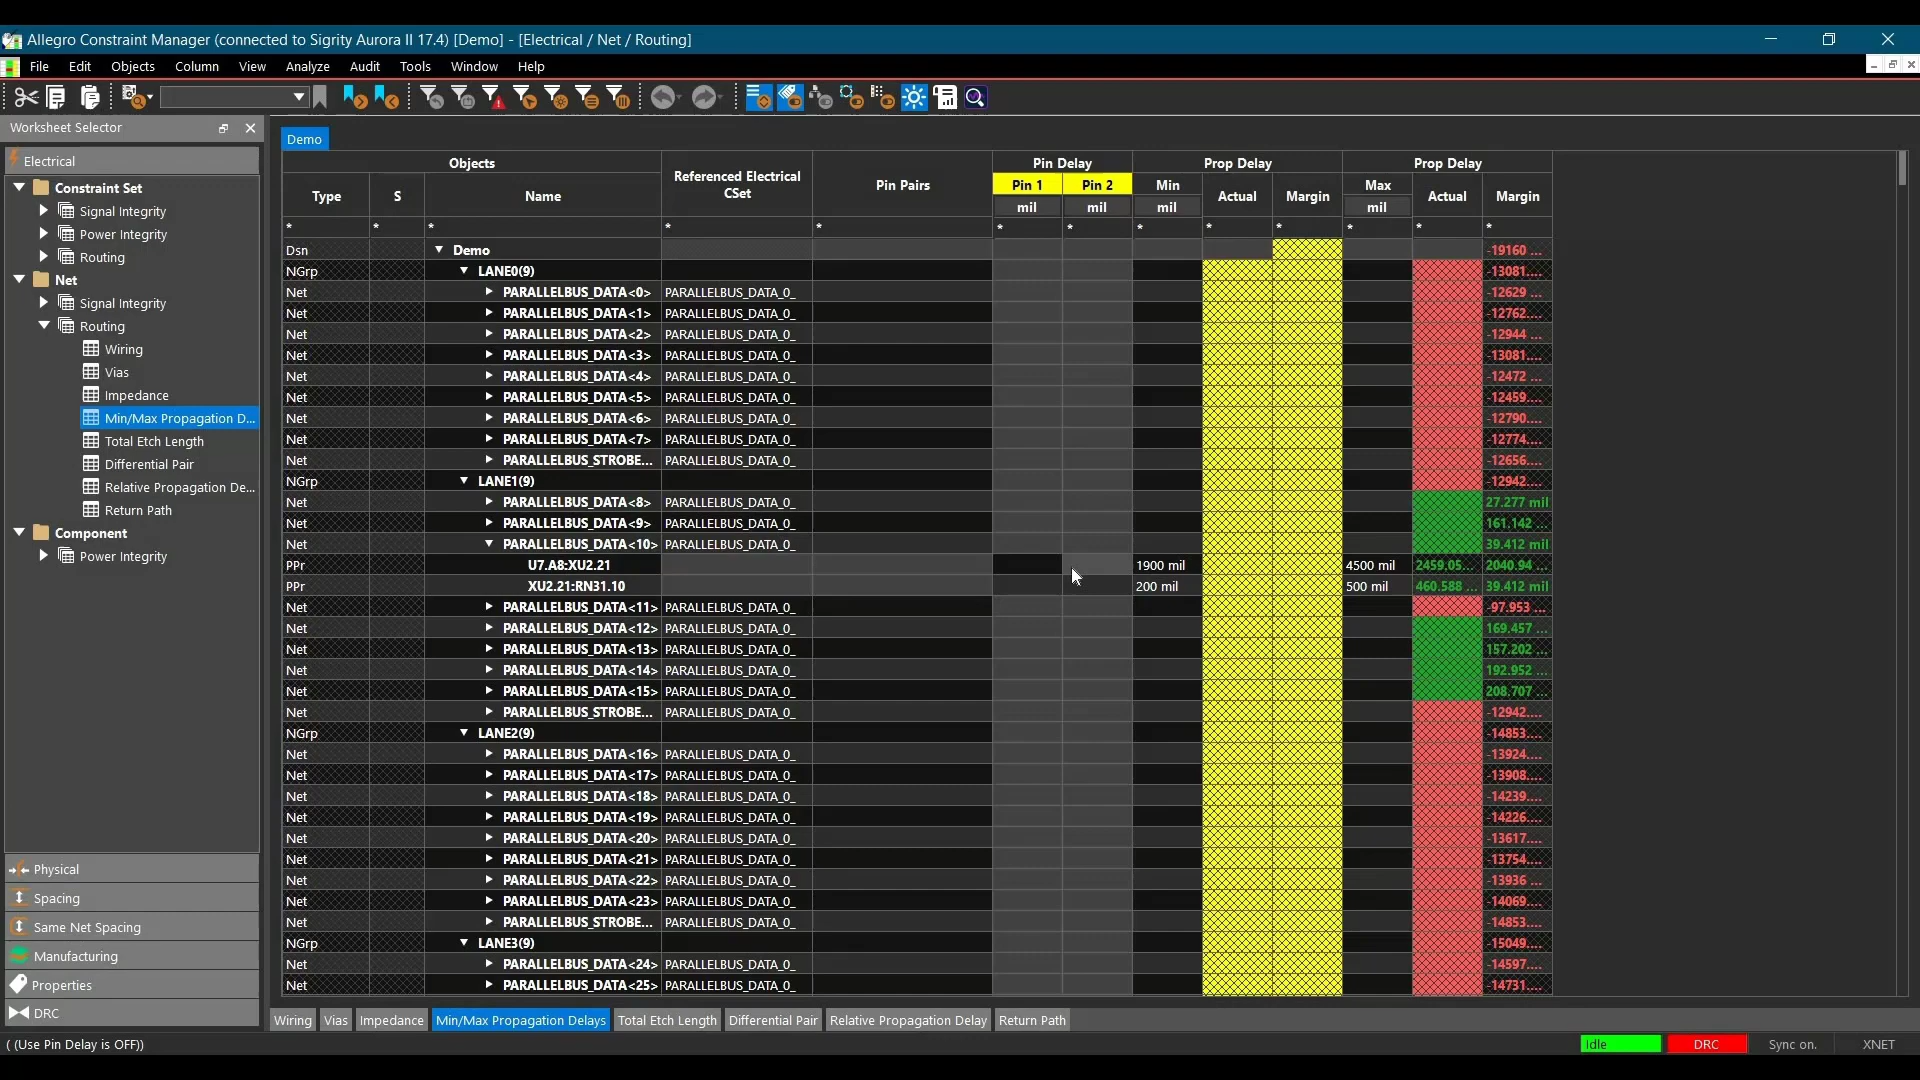 Allegro Constraint Manager (connected to Sigrity Aurora II 17.4) [Demo] - [Electrical / Net / Routing]
File Edit Objects Column View Analyze Audit Tools Window Help
Worksheet Selector
Electrical
Constraint Set
Signal Integrity
Power Integrity
Routing
Net
Signal Integrity
Routing
Wiring
Vias
Impedance
Min/Max Propagation D...
Total Etch Length
Differential Pair
Relative Propagation De...
Return Path
Component
Power Integrity
Physical
Spacing
Same Net Spacing
Manufacturing
Properties
DRC
Demo
Objects Referenced Electrical CSet Pin Pairs Pin Delay Prop Delay Prop Delay
Type S Name Pin 1 Pin 2 Min Actual Margin Max Actual Margin
mil mil mil mil
* * * * * * * * * * * * *
Dsn Demo -19160 ...
NGrp LANE0(9) -13081....
Net PARALLELBUS_DATA<0> PARALLELBUS_DATA_0_ -12629 ...
Net PARALLELBUS_DATA<1> PARALLELBUS_DATA_0_ -12762....
Net PARALLELBUS_DATA<2> PARALLELBUS_DATA_0_ -12944 ...
Net PARALLELBUS_DATA<3> PARALLELBUS_DATA_0_ -13081....
Net PARALLELBUS_DATA<4> PARALLELBUS_DATA_0_ -12472 ...
Net PARALLELBUS_DATA<5> PARALLELBUS_DATA_0_ -12459....
Net PARALLELBUS_DATA<6> PARALLELBUS_DATA_0_ -12790....
Net PARALLELBUS_DATA<7> PARALLELBUS_DATA_0_ -12774....
Net PARALLELBUS_STROBE... PARALLELBUS_DATA_0_ -12656....
NGrp LANE1(9) -12942....
Net PARALLELBUS_DATA<8> PARALLELBUS_DATA_0_ 27.277 mil
Net PARALLELBUS_DATA<9> PARALLELBUS_DATA_0_ 161.142 ...
Net PARALLELBUS_DATA<10> PARALLELBUS_DATA_0_ 39.412 mil
PPr U7.A8:XU2.21 1900 mil 4500 mil 2459.05... 2040.94 ...
PPr XU2.21:RN31.10 200 mil 500 mil 460.588 ... 39.412 mil
Net PARALLELBUS_DATA<11> PARALLELBUS_DATA_0_ -97.953 ...
Net PARALLELBUS_DATA<12> PARALLELBUS_DATA_0_ 169.457 ...
Net PARALLELBUS_DATA<13> PARALLELBUS_DATA_0_ 157.202 ...
Net PARALLELBUS_DATA<14> PARALLELBUS_DATA_0_ 192.952 ...
Net PARALLELBUS_DATA<15> PARALLELBUS_DATA_0_ 208.707 ...
Net PARALLELBUS_STROBE... PARALLELBUS_DATA_0_ -12942....
NGrp LANE2(9) -14853....
Net PARALLELBUS_DATA<16> PARALLELBUS_DATA_0_ -13924....
Net PARALLELBUS_DATA<17> PARALLELBUS_DATA_0_ -13908....
Net PARALLELBUS_DATA<18> PARALLELBUS_DATA_0_ -14239....
Net PARALLELBUS_DATA<19> PARALLELBUS_DATA_0_ -14226....
Net PARALLELBUS_DATA<20> PARALLELBUS_DATA_0_ -13617....
Net PARALLELBUS_DATA<21> PARALLELBUS_DATA_0_ -13754....
Net PARALLELBUS_DATA<22> PARALLELBUS_DATA_0_ -13936 ...
Net PARALLELBUS_DATA<23> PARALLELBUS_DATA_0_ -14069....
Net PARALLELBUS_STROBE... PARALLELBUS_DATA_0_ -14853....
NGrp LANE3(9) -15049....
Net PARALLELBUS_DATA<24> PARALLELBUS_DATA_0_ -14597....
Net PARALLELBUS_DATA<25> PARALLELBUS_DATA_0_ -14731....
Wiring Vias Impedance Min/Max Propagation Delays Total Etch Length Differential Pair Relative Propagation Delay Return Path
( (Use Pin Delay is OFF)) Idle DRC Sync on. XNET